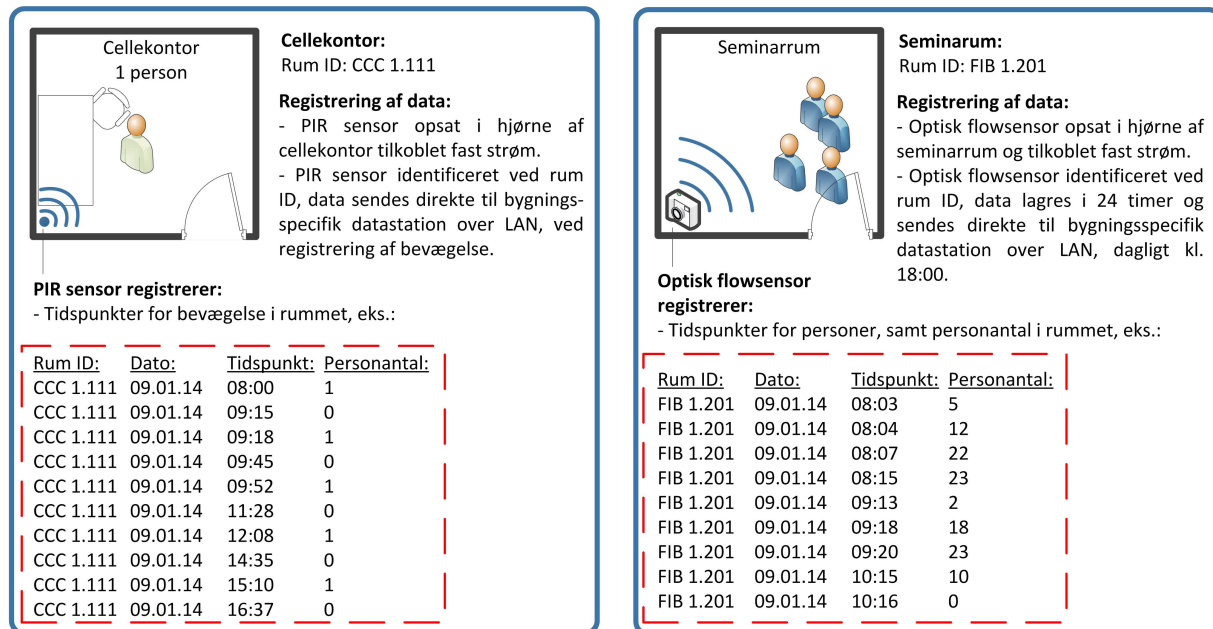 Cellekontor
1 person
Cellekontor:
Rum ID: CCC 1.111
Registrering af data:
- PIR sensor opsat i hjørne af
cellekontor tilkoblet fast strøm.
- PIR sensor identificeret ved rum
ID, data sendes direkte til bygnings-
specifik datastation over LAN, ved
registrering af bevægelse.
PIR sensor registrerer:
- Tidspunkter for bevægelse i rummet, eks.:
Rum ID: Dato: Tidspunkt: Personantal:
CCC 1.111 09.01.14 08:00 1
CCC 1.111 09.01.14 09:15 0
CCC 1.111 09.01.14 09:18 1
CCC 1.111 09.01.14 09:45 0
CCC 1.111 09.01.14 09:52 1
CCC 1.111 09.01.14 11:28 0
CCC 1.111 09.01.14 12:08 1
CCC 1.111 09.01.14 14:35 0
CCC 1.111 09.01.14 15:10 1
CCC 1.111 09.01.14 16:37 0
Seminarrum
Seminarum:
Rum ID: FIB 1.201
Registrering af data:
- Optisk flowsensor opsat i hjørne af
seminarrum og tilkoblet fast strøm.
- Optisk flowsensor identificeret ved
rum ID, data lagres i 24 timer og
sendes direkte til bygningsspecifik
datastation over LAN, dagligt kl.
18:00.
Optisk flowsensor
registrerer:
- Tidspunkter for personer, samt personantal i rummet, eks.:
Rum ID: Dato: Tidspunkt: Personantal:
FIB 1.201 09.01.14 08:03 5
FIB 1.201 09.01.14 08:04 12
FIB 1.201 09.01.14 08:07 22
FIB 1.201 09.01.14 08:15 23
FIB 1.201 09.01.14 09:13 2
FIB 1.201 09.01.14 09:18 18
FIB 1.201 09.01.14 09:20 23
FIB 1.201 09.01.14 10:15 10
FIB 1.201 09.01.14 10:16 0